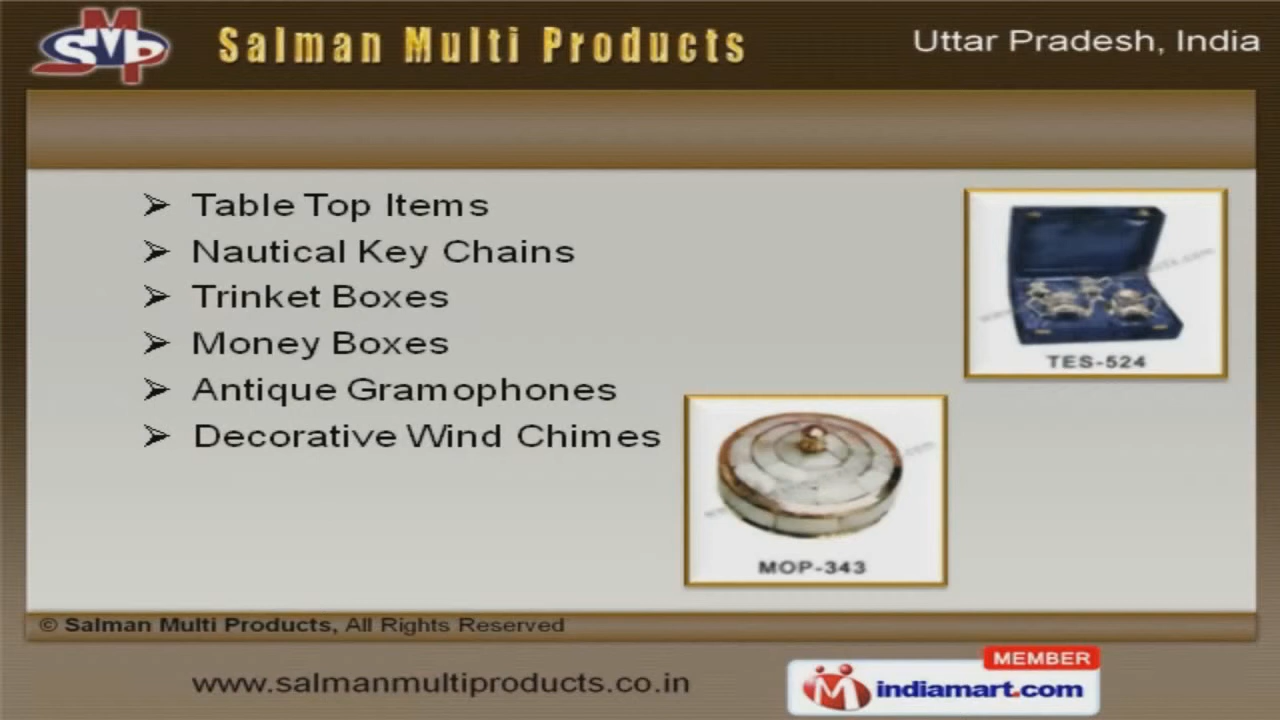 SMP
Salman Multi Products
Uttar Pradesh, India
➢ Table Top Items
➢ Nautical Key Chains
➢ Trinket Boxes
➢ Money Boxes
➢ Antique Gramophones
➢ Decorative Wind Chimes
TES-524
MOP-343
© Salman Multi Products, All Rights Reserved
www.salmanmultiproducts.co.in
MEMBER
indiamart.com